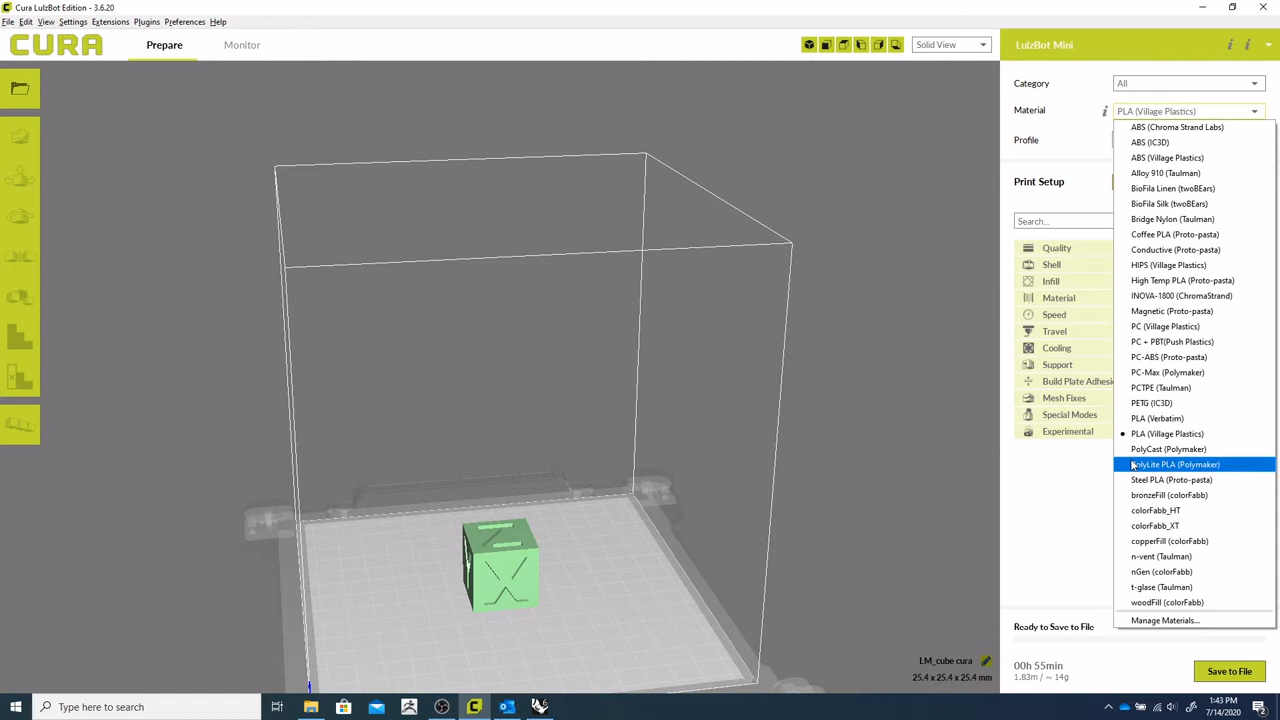 Cura LulzBot Edition - 3.6.20
File Edit View Settings Extensions Plugins Preferences Help
CURA
Prepare
Monitor
Solid View
LulzBot Mini
Category
All
Material
PLA (Village Plastics)
Profile
Print Setup
Search...
Quality
Shell
Infill
Material
Speed
Travel
Cooling
Support
Build Plate Adhesi
Mesh Fixes
Special Modes
Experimental
ABS (Chroma Strand Labs)
ABS (IC3D)
ABS (Village Plastics)
Alloy 910 (Taulman)
BioFila Linen (twoBEars)
BioFila Silk (twoBEars)
Bridge Nylon (Taulman)
Coffee PLA (Proto-pasta)
Conductive (Proto-pasta)
HIPS (Village Plastics)
High Temp PLA (Proto-pasta)
INOVA-1800 (ChromaStrand)
Magnetic (Proto-pasta)
PC (Village Plastics)
PC + PBT(Push Plastics)
PC-ABS (Proto-pasta)
PC-Max (Polymaker)
PCTPE (Taulman)
PETG (IC3D)
PLA (Verbatim)
PLA (Village Plastics)
PolyCast (Polymaker)
PolyLite PLA (Polymaker)
Steel PLA (Proto-pasta)
bronzeFill (colorFabb)
colorFabb_HT
colorFabb_XT
copperFill (colorFabb)
n-vent (Taulman)
nGen (colorFabb)
t-glase (Taulman)
woodFill (colorFabb)
Manage Materials...
Z
X
LM_cube cura
25.4 x 25.4 x 25.4 mm
Ready to Save to File
00h 55min
1.83m / ~ 14g
Save to File
Type here to search
1:43 PM
7/14/2020